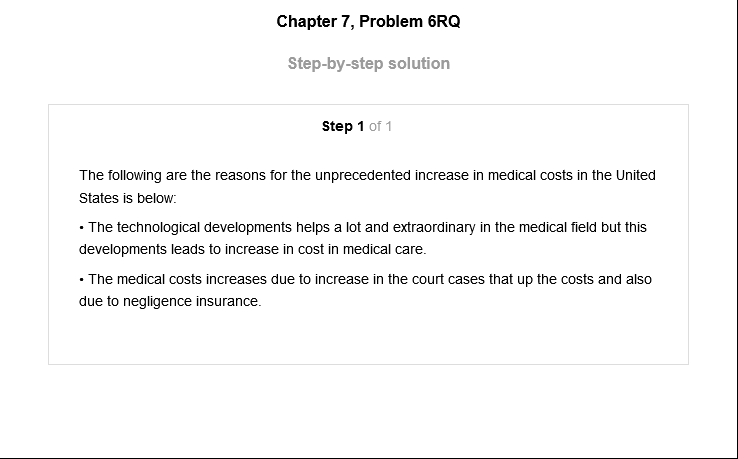 Chapter 7, Problem 6RQ
Step-by-step solution
Step 1 of 1
The following are the reasons for the unprecedented increase in medical costs in the United
States is below:
• The technological developments helps a lot and extraordinary in the medical field but this
developments leads to increase in cost in medical care.
• The medical costs increases due to increase in the court cases that up the costs and also
due to negligence insurance.